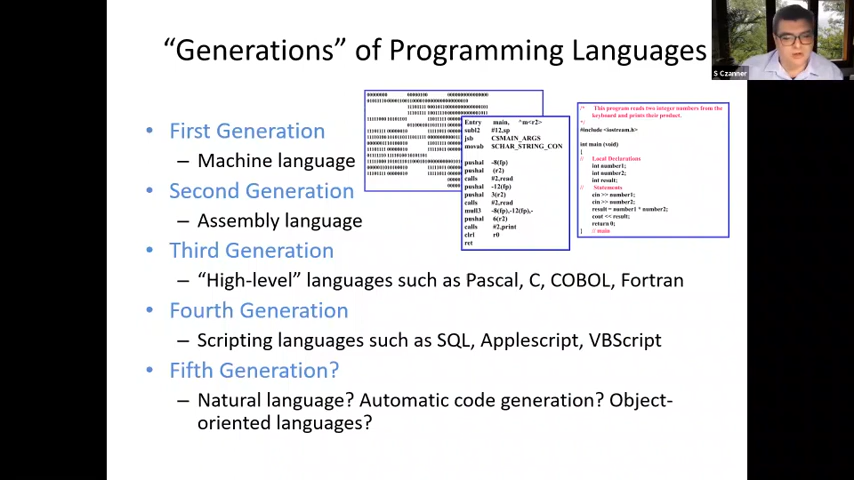 “Generations” of Programming Languages
S Czanner
• First Generation
– Machine language
• Second Generation
– Assembly language
• Third Generation
– “High-level” languages such as Pascal, C, COBOL, Fortran
• Fourth Generation
– Scripting languages such as SQL, Applescript, VBScript
• Fifth Generation?
– Natural language? Automatic code generation? Object-
oriented languages?
Entry main, ^m<r2>
subl2 #12,sp
jsb C$MAIN_ARGS
movab $CHAR_STRING_CON
pushal -8(fp)
pushal (r2)
calls #2,read
pushal -12(fp)
pushal 3(r2)
calls #2,read
mull3 -8(fp),-12(fp),-
pushal 6(r2)
calls #2,print
clrl r0
ret
/* This program reads two integer numbers from the
keyboard and prints their product.
*/
#include <iostream.h>
int main (void)
{
// Local Declarations
int number1;
int number2;
int result;
// Statements
cin >> number1;
cin >> number2;
result = number1 * number2;
cout << result;
return 0;
} // main